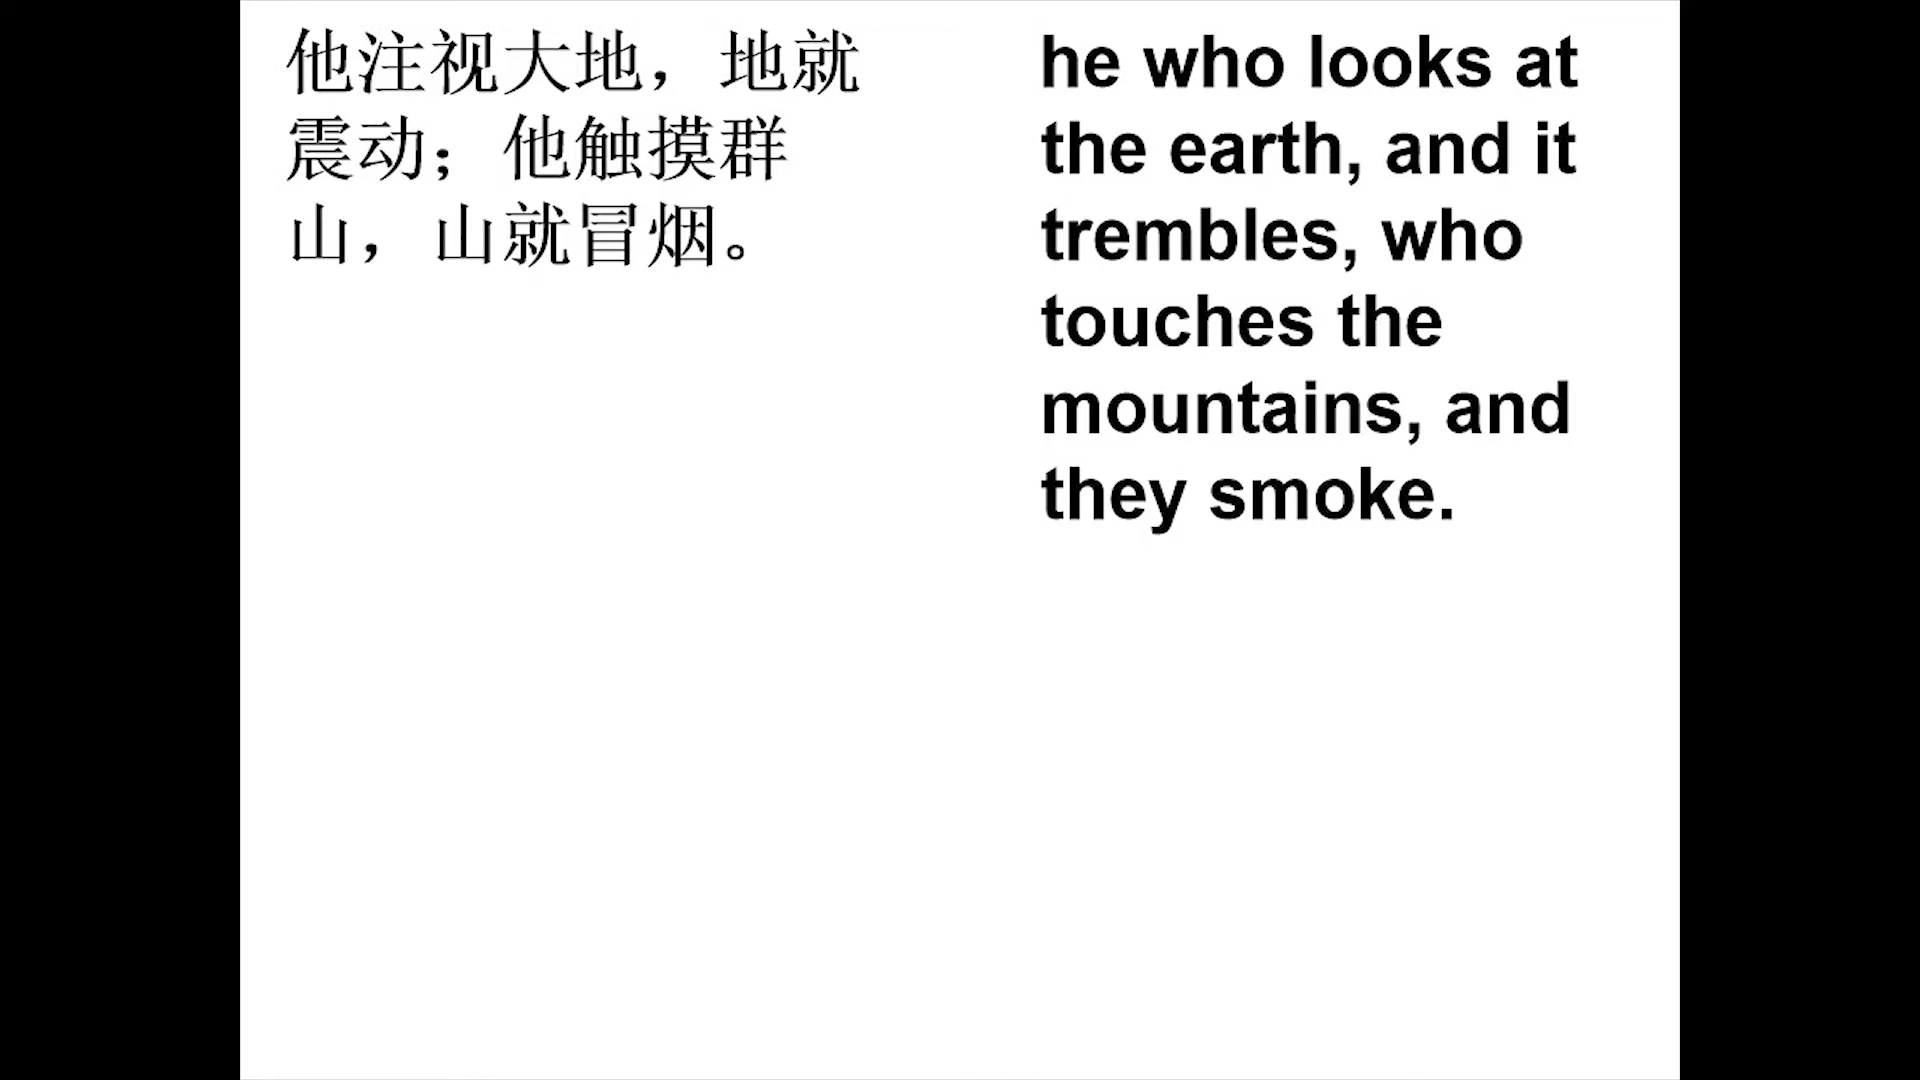 他注视大地，地就
震动；他触摸群
山，山就冒烟。
he who looks at
the earth, and it
trembles, who
touches the
mountains, and
they smoke.